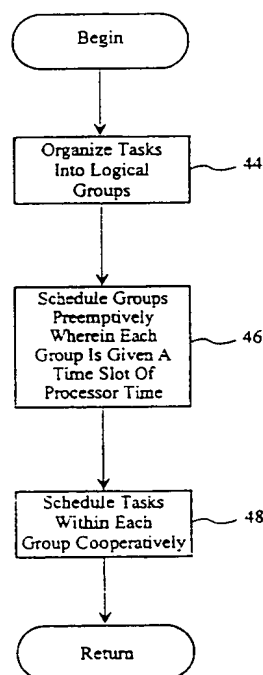 Begin
Organize Tasks
Into Logical
Groups
44
Schedule Groups
Preemptively
Wherein Each
Group Is Given A
Time Slot Of
Processor Time
46
Schedule Tasks
Within Each
Group Cooperatively
48
Return